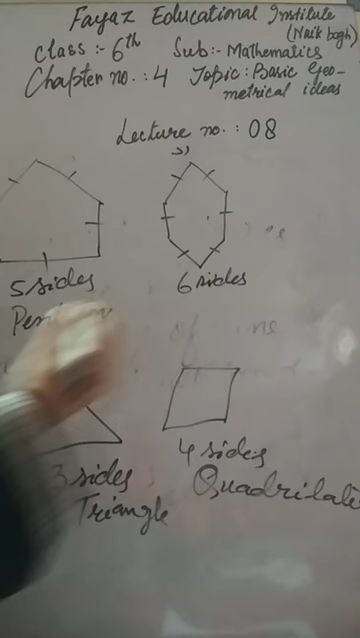 Fayaz Educational Institute
(Naik bagh)
Class :- 6th Sub:- Mathematics
Chapter no. : 4 Topic : Basic Geo-
metrical ideas
Lecture no. : 08
5 sides
6 sides
3 sides
Triangle
4 sides
Quadrilate